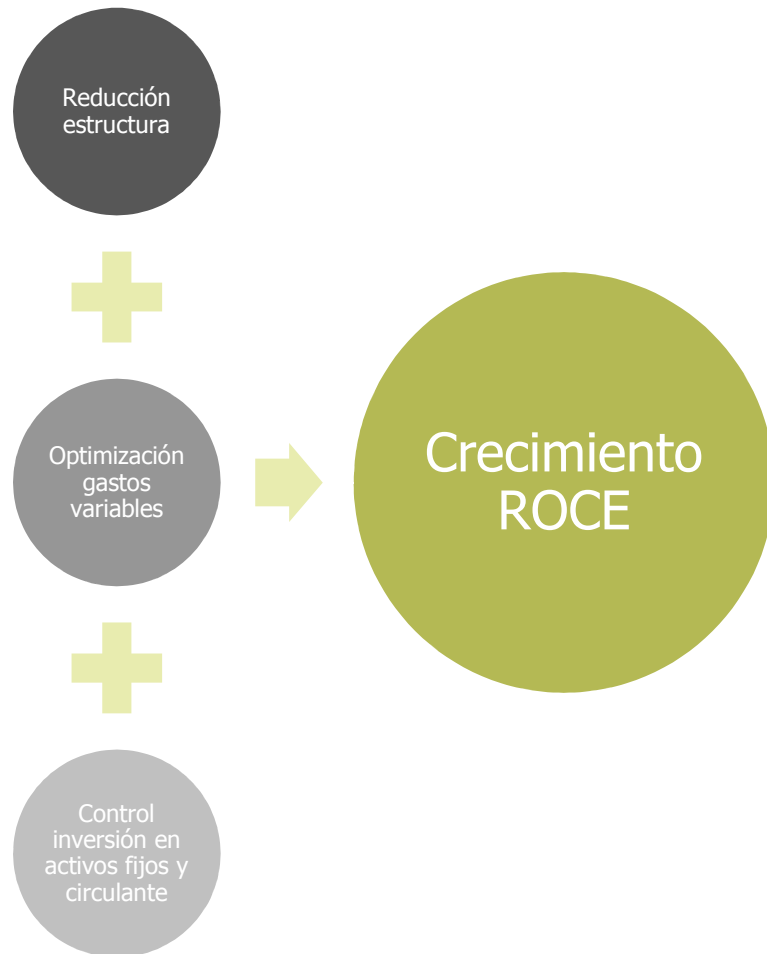 Reducción
estructura
Optimización
gastos
variables
Control
inversión en
activos fijos y
circulante
Crecimiento
ROCE